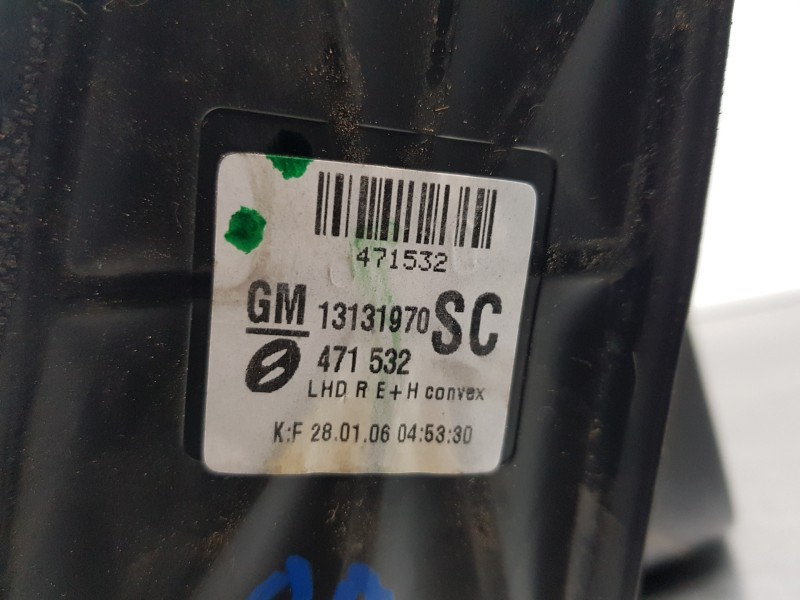 471532
GM 13131970 SC
471 532
LHD R E+H convex
K:F 28.01.06 04:53:30